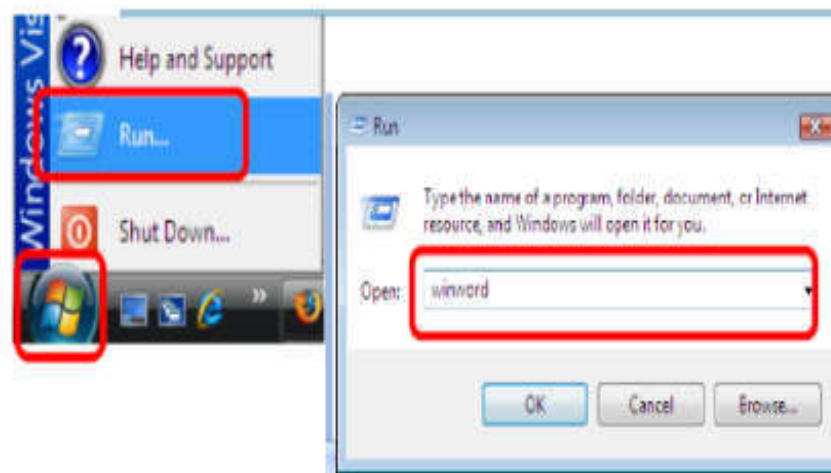 Windows Vis
Help and Support
Run...
Shut Down...
»
Run
Type the name of a program, folder, document, or Internet
resource, and Windows will open it for you.
Open: winword
OK Cancel Browse...